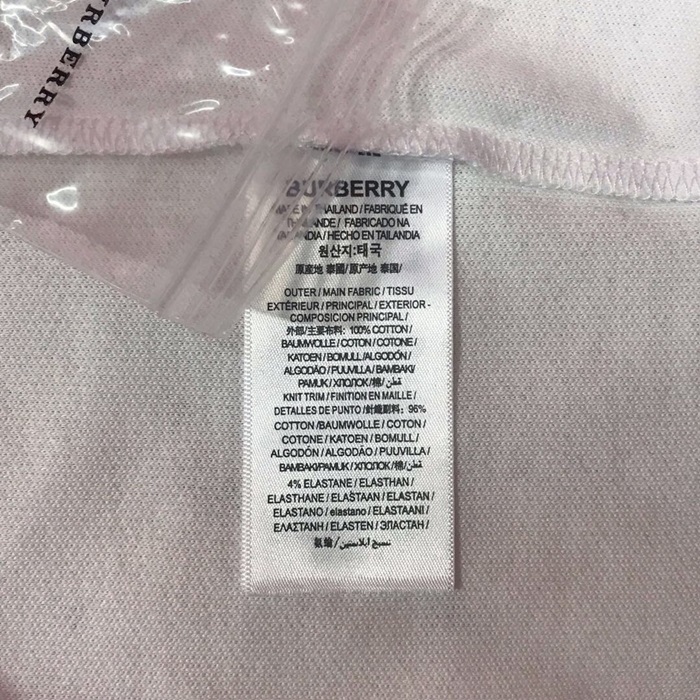 BURBERRY
BURBERRY
MADE IN THAILAND / FABRIQUÉ EN
THAÏLANDE / FABRICADO NA
TAILANDIA / HECHO EN TAILANDIA
원산지:태국
原產地 泰國/原产地 泰国/
OUTER / MAIN FABRIC / TISSU
EXTÉRIEUR / PRINCIPAL / EXTERIOR -
COMPOSICION PRINCIPAL /
外部/主要布料: 100% COTTON /
BAUMWOLLE / COTON / COTONE /
KATOEN / BOMULL /ALGODÓN /
ALGODÃO / PUUVILLA / BAMBAKI/
PAMUK / ХЛОПОК /棉/ قطن/
KNIT TRIM / FINITION EN MAILLE /
DETALLES DE PUNTO /針織副料: 96%
COTTON /BAUMWOLLE / COTON /
COTONE / KATOEN / BOMULL /
ALGODÓN / ALGODÃO / PUUVILLA /
BAMBAKI/PAMUK / ХЛОПОК /棉/ قطن/
4% ELASTANE / ELASTHAN /
ELASTHANE / ELASTAAN / ELASTAN /
ELASTANO / elastano / ELASTAANI /
ΕΛΑΣΤΑΝΗ / ELASTEN / ЭЛАСТАН /
氨綸 / نسيج ايلاستين /